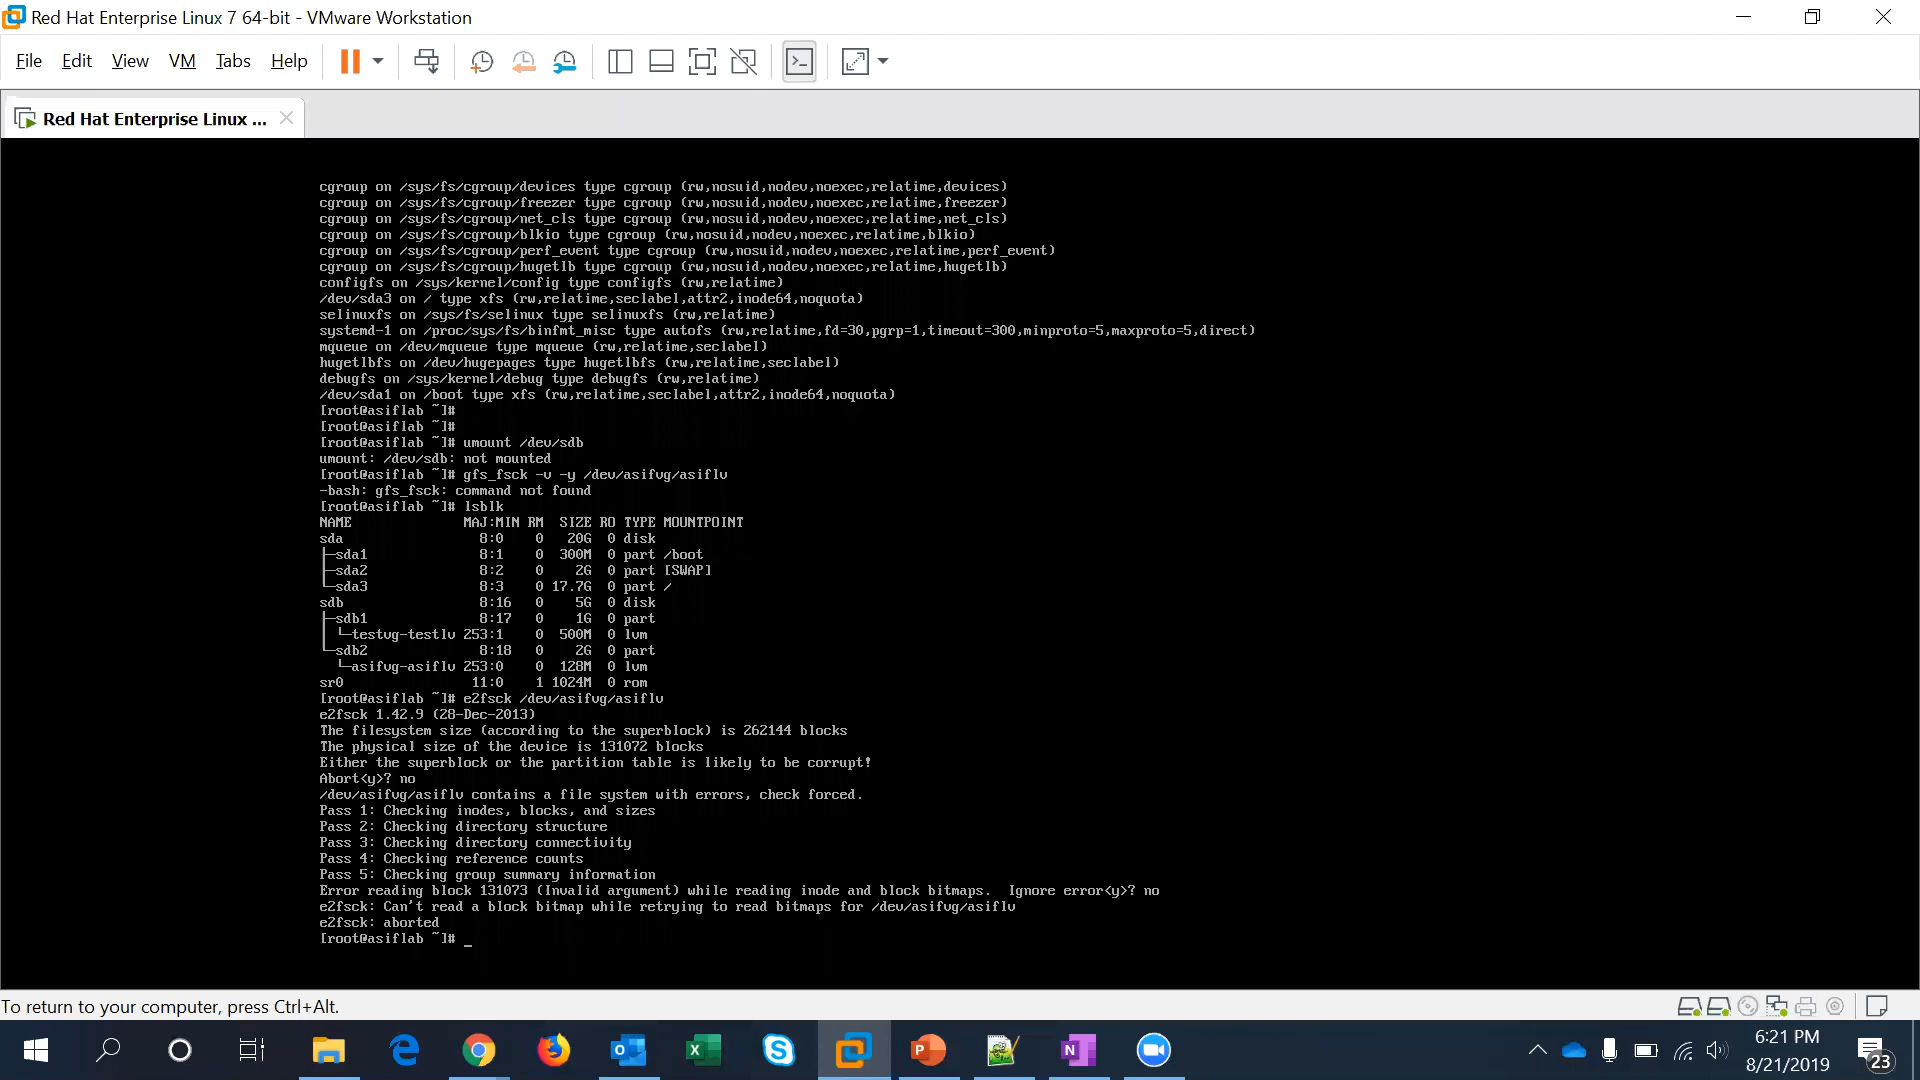 Red Hat Enterprise Linux 7 64-bit - VMware Workstation
File Edit View VM Tabs Help
Red Hat Enterprise Linux ...
cgroup on /sys/fs/cgroup/devices type cgroup (rw,nosuid,nodev,noexec,relatime,devices)
cgroup on /sys/fs/cgroup/freezer type cgroup (rw,nosuid,nodev,noexec,relatime,freezer)
cgroup on /sys/fs/cgroup/net_cls type cgroup (rw,nosuid,nodev,noexec,relatime,net_cls)
cgroup on /sys/fs/cgroup/blkio type cgroup (rw,nosuid,nodev,noexec,relatime,blkio)
cgroup on /sys/fs/cgroup/perf_event type cgroup (rw,nosuid,nodev,noexec,relatime,perf_event)
cgroup on /sys/fs/cgroup/hugetlb type cgroup (rw,nosuid,nodev,noexec,relatime,hugetlb)
configfs on /sys/kernel/config type configfs (rw,relatime)
/dev/sda3 on / type xfs (rw,relatime,seclabel,attr2,inode64,noquota)
selinuxfs on /sys/fs/selinux type selinuxfs (rw,relatime)
systemd-1 on /proc/sys/fs/binfmt_misc type autofs (rw,relatime,fd=30,pgrp=1,timeout=300,minproto=5,maxproto=5,direct)
mqueue on /dev/mqueue type mqueue (rw,relatime,seclabel)
hugetlbfs on /dev/hugepages type hugetlbfs (rw,relatime,seclabel)
debugfs on /sys/kernel/debug type debugfs (rw,relatime)
/dev/sda1 on /boot type xfs (rw,relatime,seclabel,attr2,inode64,noquota)
[root@asiflab ~]#
[root@asiflab ~]#
[root@asiflab ~]# umount /dev/sdb
umount: /dev/sdb: not mounted
[root@asiflab ~]# gfs_fsck -v -y /dev/asifvg/asiflv
-bash: gfs_fsck: command not found
[root@asiflab ~]# lsblk
NAME MAJ:MIN RM SIZE RO TYPE MOUNTPOINT
sda 8:0 0 20G 0 disk
├─sda1 8:1 0 300M 0 part /boot
├─sda2 8:2 0 2G 0 part [SWAP]
└─sda3 8:3 0 17.7G 0 part /
sdb 8:16 0 5G 0 disk
├─sdb1 8:17 0 1G 0 part
│ └─testvg-testlv 253:1 0 500M 0 lvm
└─sdb2 8:18 0 2G 0 part
└─asifvg-asiflv 253:0 0 128M 0 lvm
sr0 11:0 1 1024M 0 rom
[root@asiflab ~]# e2fsck /dev/asifvg/asiflv
e2fsck 1.42.9 (28-Dec-2013)
The filesystem size (according to the superblock) is 262144 blocks
The physical size of the device is 131072 blocks
Either the superblock or the partition table is likely to be corrupt!
Abort<y>? no
/dev/asifvg/asiflv contains a file system with errors, check forced.
Pass 1: Checking inodes, blocks, and sizes
Pass 2: Checking directory structure
Pass 3: Checking directory connectivity
Pass 4: Checking reference counts
Pass 5: Checking group summary information
Error reading block 131073 (Invalid argument) while reading inode and block bitmaps.  Ignore error<y>? no
e2fsck: Can't read a block bitmap while retrying to read bitmaps for /dev/asifvg/asiflv
e2fsck: aborted
[root@asiflab ~]# _
To return to your computer, press Ctrl+Alt.
6:21 PM
8/21/2019
23